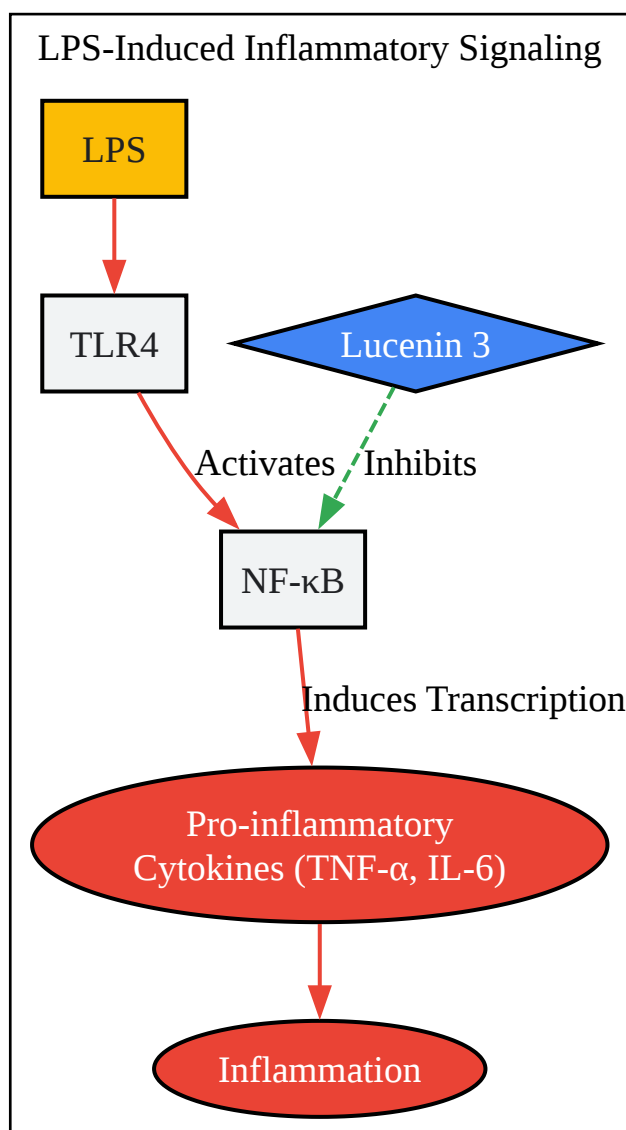 LPS-Induced Inflammatory Signaling
LPS
TLR4
Lucenin 3
Activates
Inhibits
NF-κB
Induces Transcription
Pro-inflammatory
Cytokines (TNF-α, IL-6)
Inflammation